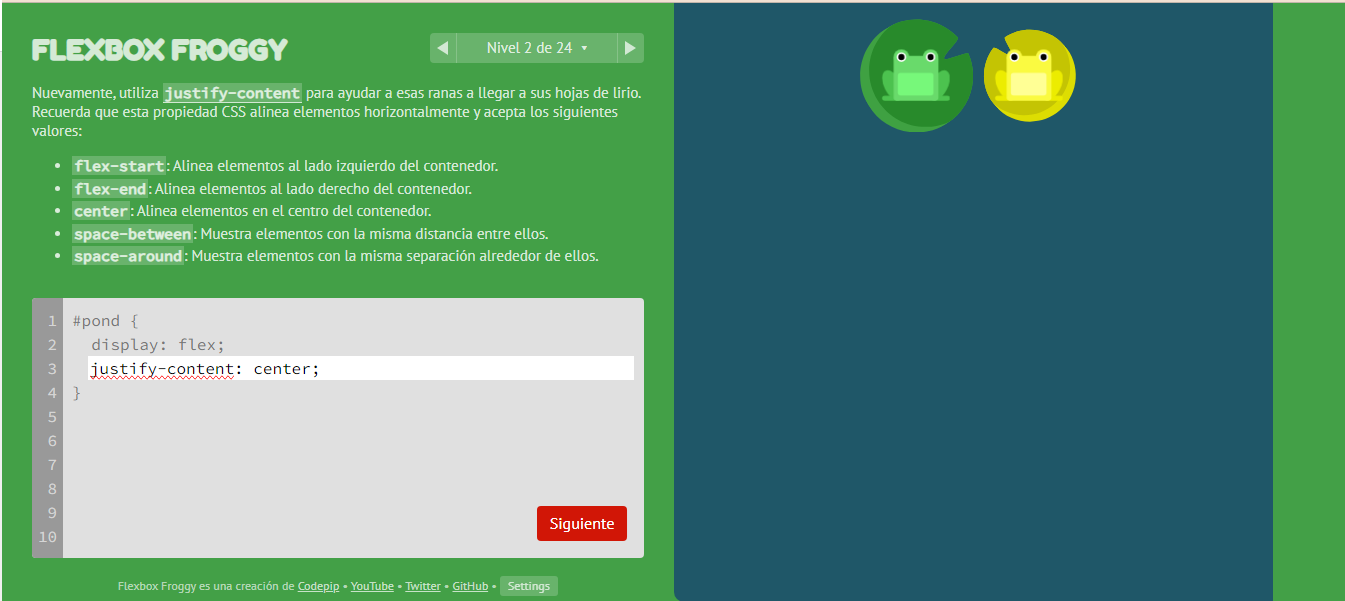 FLEXBOX FROGGY
Nivel 2 de 24
Nuevamente, utiliza justify-content para ayudar a esas ranas a llegar a sus hojas de lirio.
Recuerda que esta propiedad CSS alinea elementos horizontalmente y acepta los siguientes
valores:
• flex-start: Alinea elementos al lado izquierdo del contenedor.
• flex-end: Alinea elementos al lado derecho del contenedor.
• center: Alinea elementos en el centro del contenedor.
• space-between: Muestra elementos con la misma distancia entre ellos.
• space-around: Muestra elementos con la misma separación alrededor de ellos.
1 #pond {
2 display: flex;
3 justify-content: center;
4 }
5
6
7
8
9
10
Siguiente
Flexbox Froggy es una creación de Codepip • YouTube • Twitter • GitHub • Settings